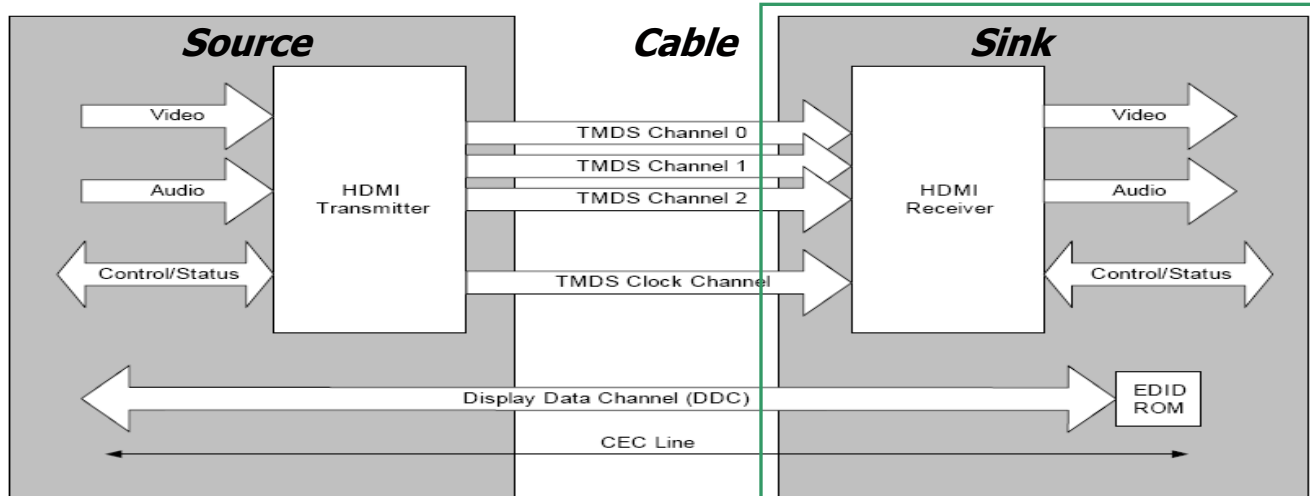 Source
Cable
Sink
Video
Audio
Control/Status
HDMI
Transmitter
TMDS Channel 0
TMDS Channel 1
TMDS Channel 2
TMDS Clock Channel
HDMI
Receiver
Video
Audio
Control/Status
Display Data Channel (DDC)
EDID
ROM
CEC Line